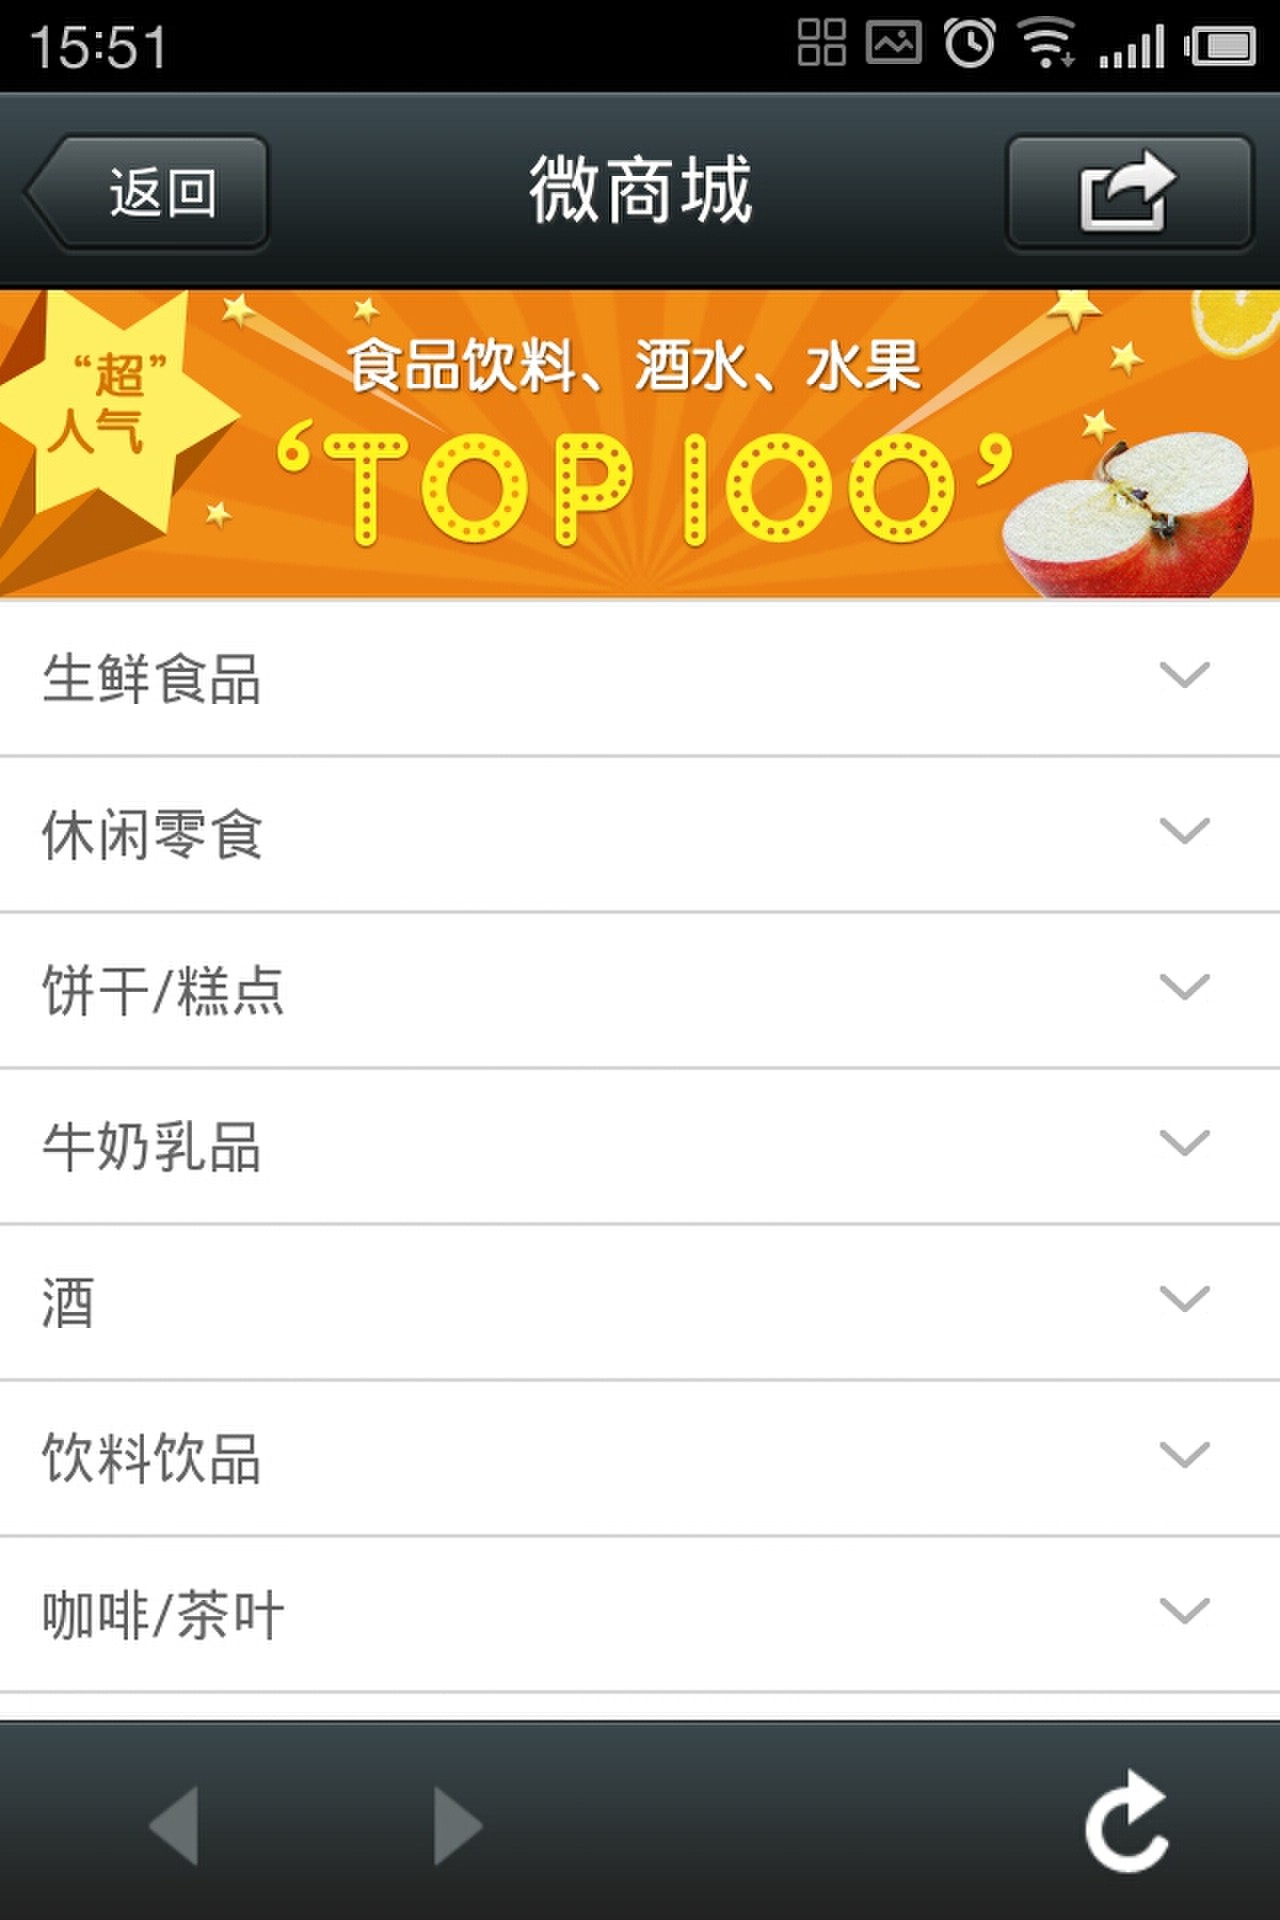 15:51
返回
微商城
“超”
人气
食品饮料、酒水、水果
‘TOP 100’
生鲜食品
休闲零食
饼干/糕点
牛奶乳品
酒
饮料饮品
咖啡/茶叶